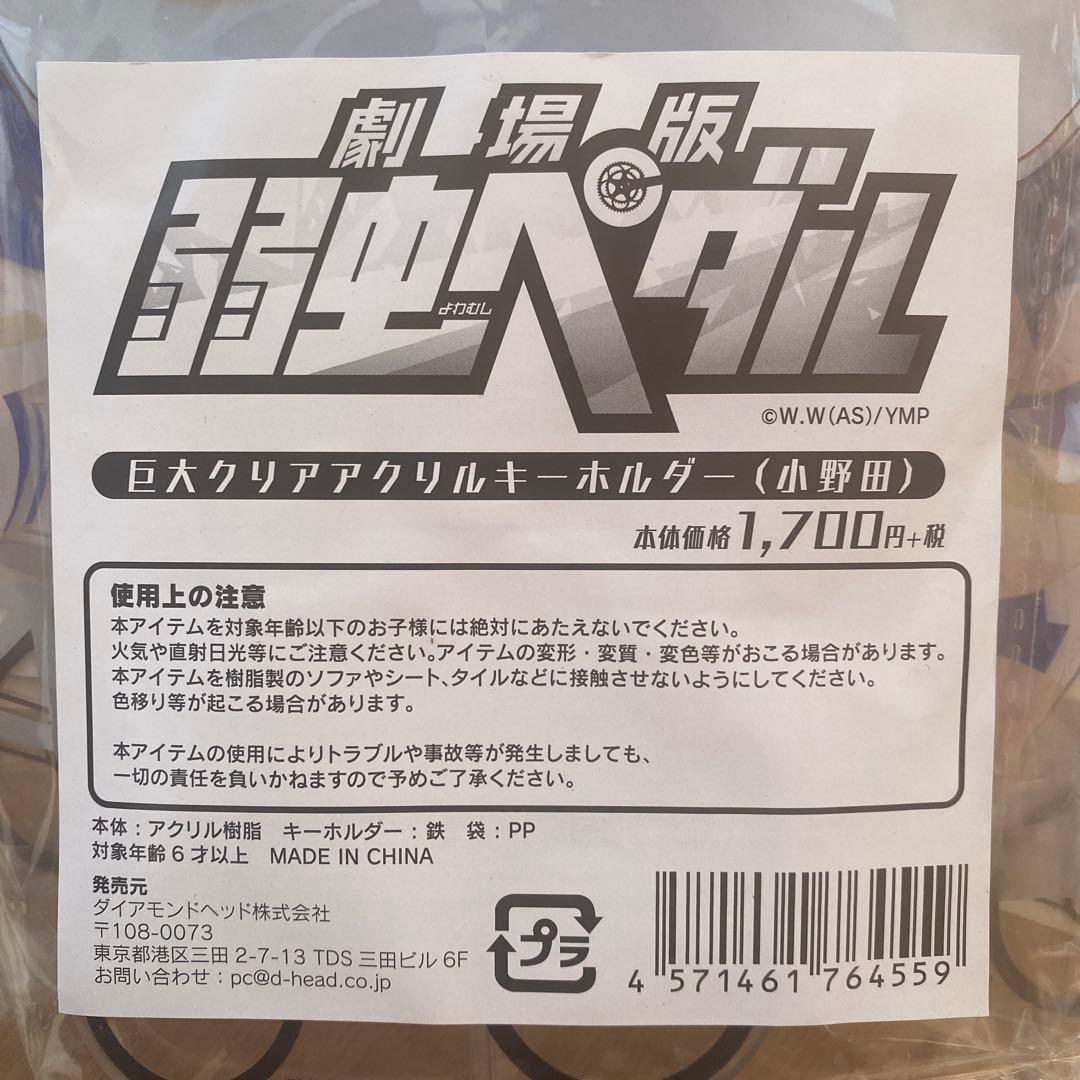 劇場版
弱虫ペダル
よわむし
©W.W(AS)/YMP
巨大クリアアクリルキーホルダー(小野田)
本体価格1,700円+税
使用上の注意
本アイテムを対象年齢以下のお子様には絶対にあたえないでください。
火気や直射日光等にご注意ください。アイテムの変形・変質・変色等がおこる場合があります。
本アイテムを樹脂製のソファやシート、タイルなどに接触させないようにしてください。
色移り等が起こる場合があります。
本アイテムの使用によりトラブルや事故等が発生しましても、
一切の責任を負いかねますので予めご了承ください。
本体:アクリル樹脂 キーホルダー:鉄 袋:PP
対象年齢6才以上 MADE IN CHINA
発売元
ダイアモンドヘッド株式会社
〒108-0073
東京都港区三田 2-7-13 TDS 三田ビル 6F
お問い合わせ:pc@d-head.co.jp
プラ
4 571461 764559